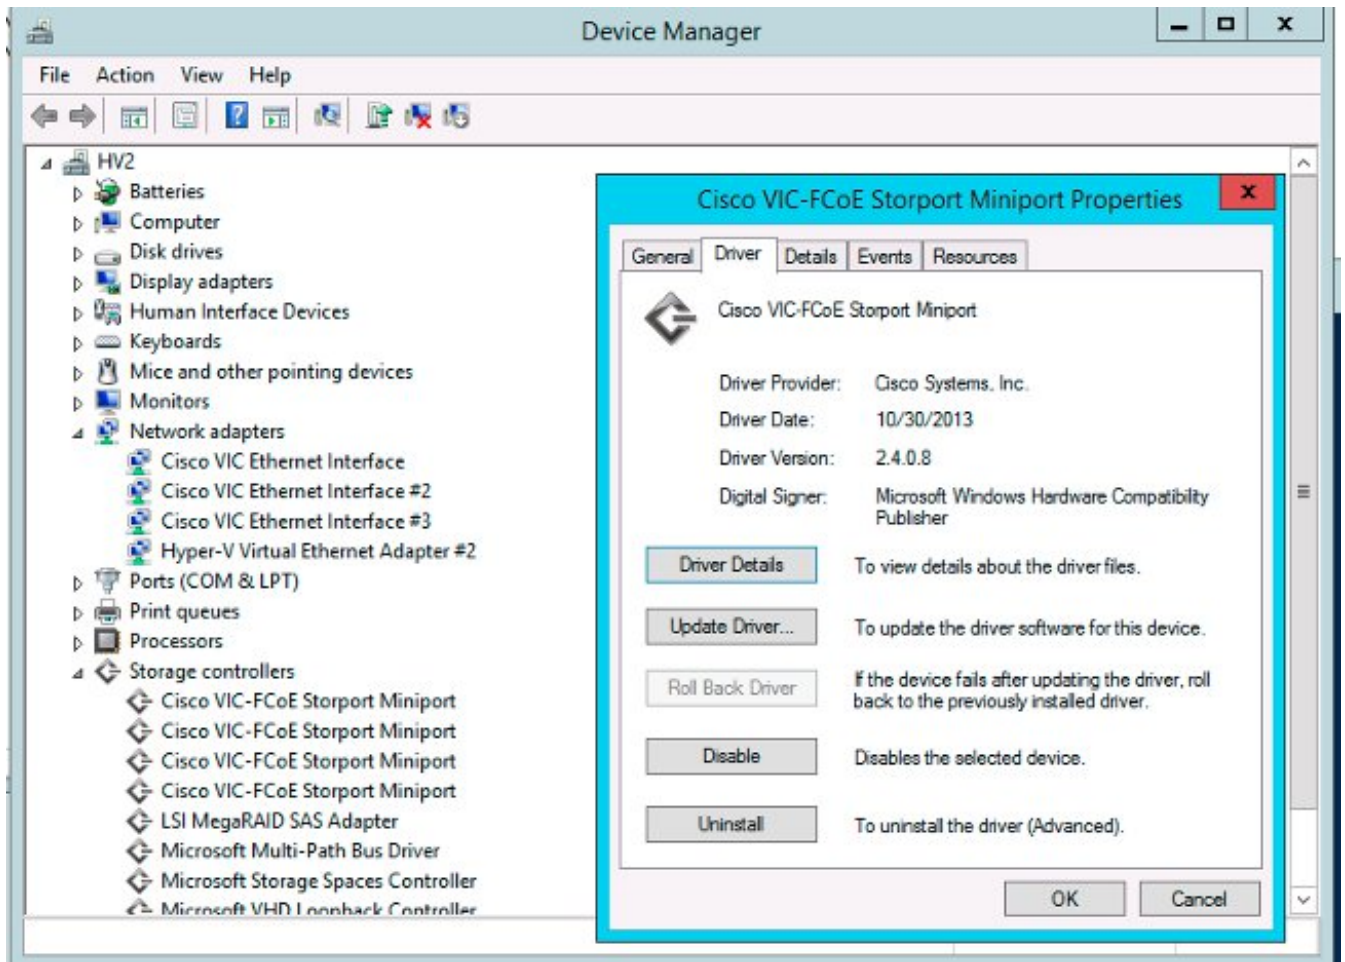 Device Manager
File Action View Help
HV2
Batteries
Computer
Disk drives
Display adapters
Human Interface Devices
Keyboards
Mice and other pointing devices
Monitors
Network adapters
Cisco VIC Ethernet Interface
Cisco VIC Ethernet Interface #2
Cisco VIC Ethernet Interface #3
Hyper-V Virtual Ethernet Adapter #2
Ports (COM & LPT)
Print queues
Processors
Storage controllers
Cisco VIC-FCoE Storport Miniport
Cisco VIC-FCoE Storport Miniport
Cisco VIC-FCoE Storport Miniport
Cisco VIC-FCoE Storport Miniport
LSI MegaRAID SAS Adapter
Microsoft Multi-Path Bus Driver
Microsoft Storage Spaces Controller
Microsoft VHD Loopback Controller
Cisco VIC-FCoE Storport Miniport Properties
General Driver Details Events Resources
Cisco VIC-FCoE Storport Miniport
Driver Provider: Cisco Systems, Inc.
Driver Date: 10/30/2013
Driver Version: 2.4.0.8
Digital Signer: Microsoft Windows Hardware Compatibility
Publisher
Driver Details To view details about the driver files.
Update Driver... To update the driver software for this device.
Roll Back Driver If the device fails after updating the driver, roll
back to the previously installed driver.
Disable Disables the selected device.
Uninstall To uninstall the driver (Advanced).
OK Cancel